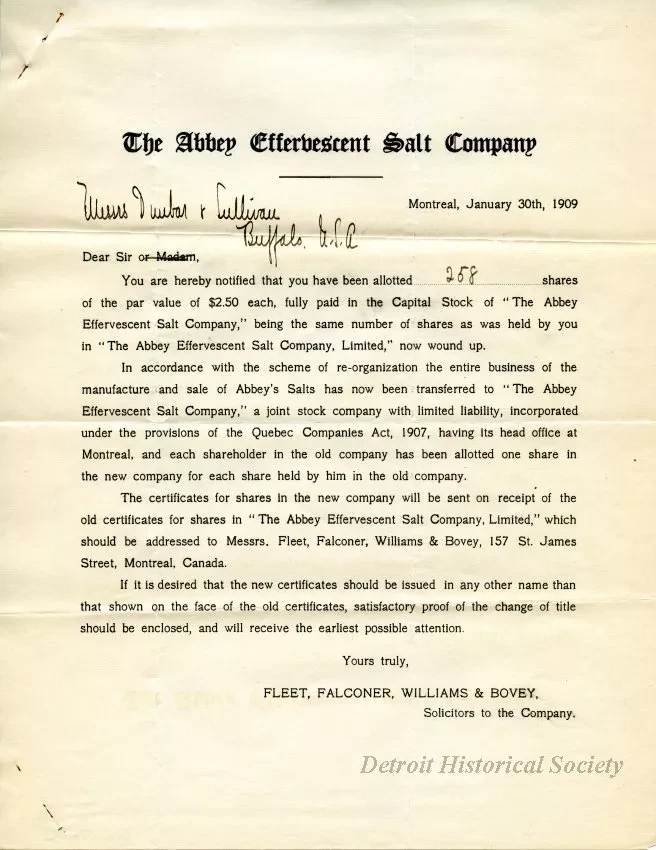 The Abbey Effervescent Salt Company
Messrs Dunbar & Sullivan
Montreal, January 30th, 1909
Buffalo. U.S.A
Dear Sir or Madam,
You are hereby notified that you have been allotted 258 shares
of the par value of $2.50 each, fully paid in the Capital Stock of "The Abbey
Effervescent Salt Company," being the same number of shares as was held by you
in "The Abbey Effervescent Salt Company, Limited," now wound up.
In accordance with the scheme of re-organization the entire business of the
manufacture and sale of Abbey's Salts has now been transferred to "The Abbey
Effervescent Salt Company," a joint stock company with limited liability, incorporated
under the provisions of the Quebec Companies Act, 1907, having its head office at
Montreal, and each shareholder in the old company has been allotted one share in
the new company for each share held by him in the old company.
The certificates for shares in the new company will be sent on receipt of the
old certificates for shares in "The Abbey Effervescent Salt Company, Limited," which
should be addressed to Messrs. Fleet, Falconer, Williams & Bovey, 157 St. James
Street, Montreal, Canada.
If it is desired that the new certificates should be issued in any other name than
that shown on the face of the old certificates, satisfactory proof of the change of title
should be enclosed, and will receive the earliest possible attention.
Yours truly,
FLEET, FALCONER, WILLIAMS & BOVEY,
Solicitors to the Company.
Detroit Historical Society